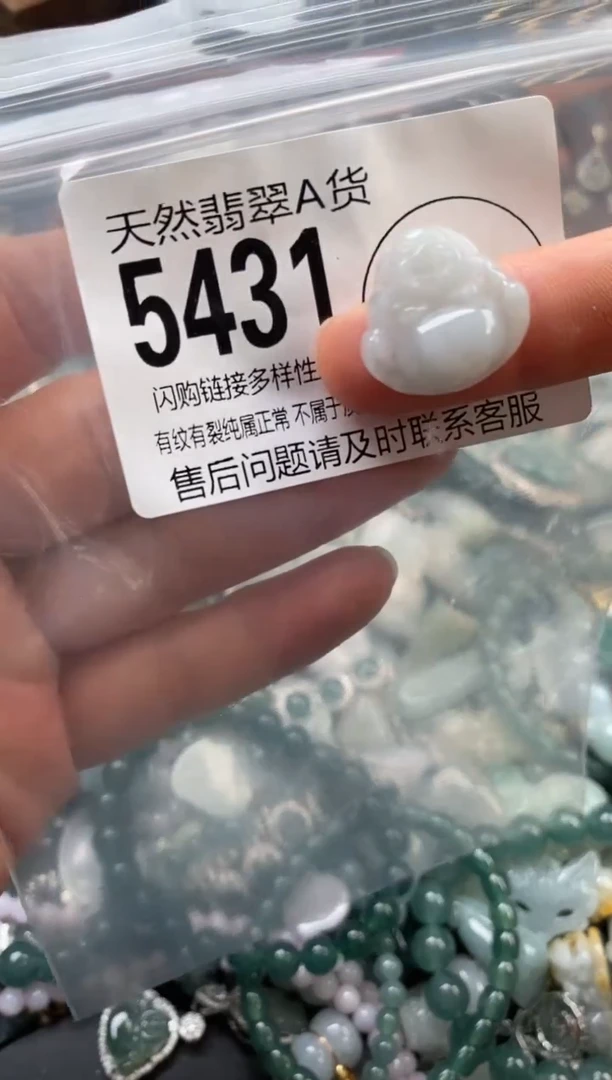 天然翡翠A货
5431
闪购链接多样性
有纹有裂纯属正常 不属于
售后问题请及时联系客服